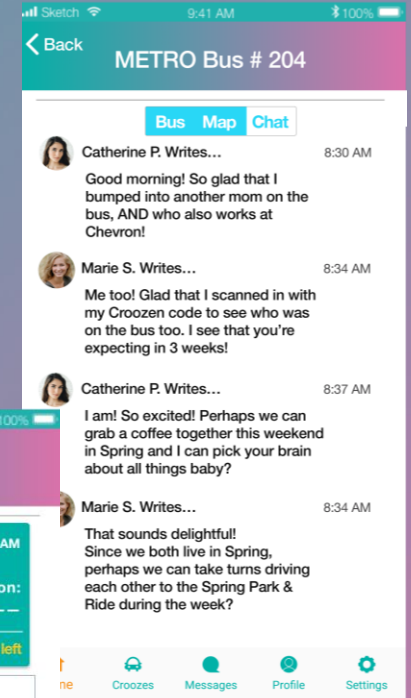 Sketch 9:41 AM 100%
Back
METRO Bus # 204
Bus Map Chat
Catherine P. Writes... 8:30 AM
Good morning! So glad that I
bumped into another mom on the
bus, AND who also works at
Chevron!
Marie S. Writes... 8:34 AM
Me too! Glad that I scanned in with
my Croozen code to see who was
on the bus too. I see that you're
expecting in 3 weeks!
Catherine P. Writes... 8:37 AM
I am! So excited! Perhaps we can
grab a coffee together this weekend
in Spring and I can pick your brain
about all things baby?
100%
Marie S. Writes... 8:34 AM
That sounds delightful!
Since we both live in Spring,
perhaps we can take turns driving
each other to the Spring Park &
Ride during the week?
AM
on:
left
Croozes Messages Profile Settings